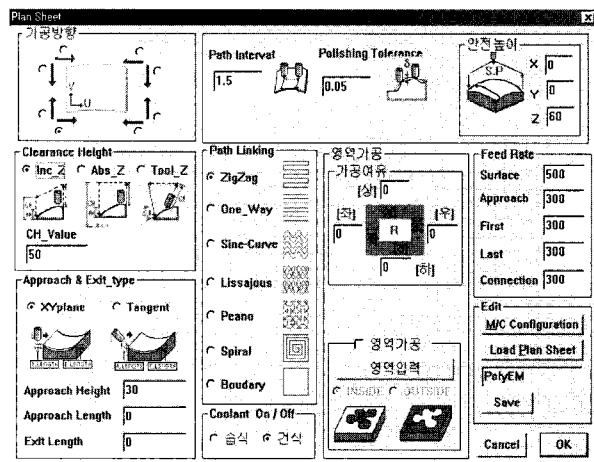 Plan Sheet
가공방향
V
U
Path Interval
1.5
Polishing Tolerance
0.05
안전높이
S.P
X 0
Y 0
Z 60
Clearance Height
Inc_Z Abs_Z Tool_Z
CH_Value
50
Approach & Exit_type
XYplane Tangent
Approach Height 30
Approach Length 0
Exit Length 0
Path Linking
ZigZag
One_Way
Sine-Curve
Lissajous
Peano
Spiral
Boudary
Coolant On / Off
습식 건식
영역가공
가공여유
[상] 0
[좌] [우]
0 R 0
0 [하]
영역가공
영역입력
INSIDE OUTSIDE
Feed Rate
Surface 500
Approach 300
First 300
Last 300
Connection 300
Edit
M/C Configuration
Load Plan Sheet
PolyEM
Save
Cancel OK